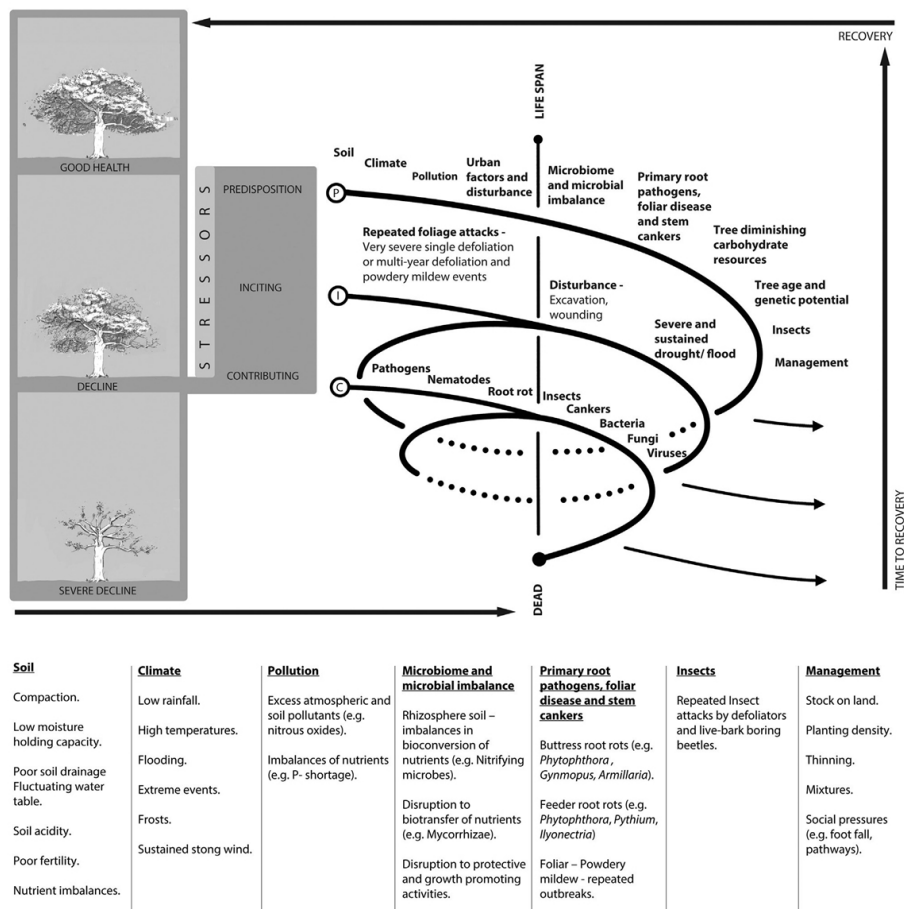 RECOVERY
LIFE SPAN
GOOD HEALTH
STRESSORS
PREDISPOSITION
INCITING
CONTRIBUTING
DECLINE
SEVERE DECLINE
P
Soil
Climate
Pollution
Urban
factors and
disturbance
Microbiome
and microbial
imbalance
Primary root
pathogens,
foliar disease
and stem
cankers
Tree diminishing
carbohydrate
resources
Tree age and
genetic potential
Insects
Management
Repeated foliage attacks -
Very severe single defoliation
or multi-year defoliation and
powdery mildew events
I
Disturbance -
Excavation,
wounding
Severe and
sustained
drought/ flood
C
Pathogens
Nematodes
Root rot
Insects
Cankers
Bacteria
Fungi
Viruses
DEAD
TIME TO RECOVERY
Soil
Compaction.
Low moisture
holding capacity.
Poor soil drainage
Fluctuating water
table.
Soil acidity.
Poor fertility.
Nutrient imbalances.
Climate
Low rainfall.
High temperatures.
Flooding.
Extreme events.
Frosts.
Sustained stong wind.
Pollution
Excess atmospheric and
soil pollutants (e.g.
nitrous oxides).
Imbalances of nutrients
(e.g. P- shortage).
Microbiome and
microbial imbalance
Rhizosphere soil –
imbalances in
bioconversion of
nutrients (e.g. Nitrifying
microbes).
Disruption to
biotransfer of nutrients
(e.g. Mycorrhizae).
Disruption to protective
and growth promoting
activities.
Primary root
pathogens, foliar
disease and stem
cankers
Buttress root rots (e.g.
Phytophthora ,
Gynmopus, Armillaria).
Feeder root rots (e.g.
Phytophthora, Pythium,
Ilyonectria)
Foliar – Powdery
mildew - repeated
outbreaks.
Insects
Repeated Insect
attacks by defoliators
and live-bark boring
beetles.
Management
Stock on land.
Planting density.
Thinning.
Mixtures.
Social pressures
(e.g. foot fall,
pathways).